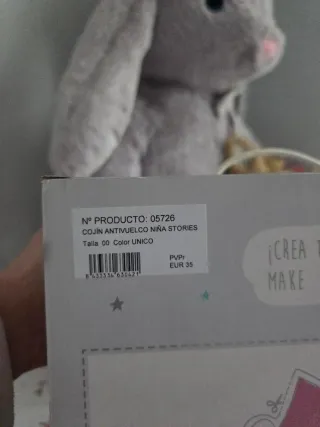 Nº PRODUCTO: 05726
COJÍN ANTIVUELCO NIÑA STORIES
Talla 00 Color UNICO
PVPr
EUR 35
¡CREA
MAKE